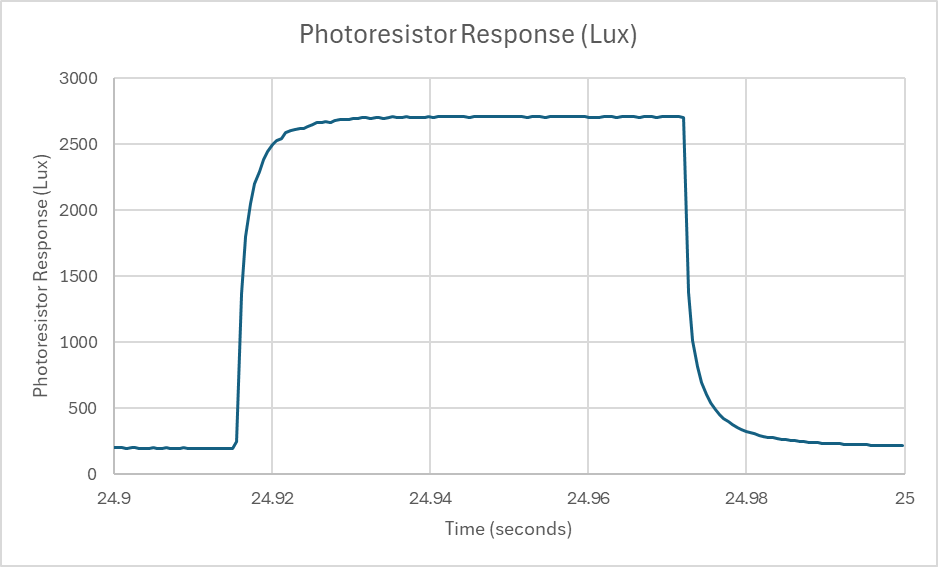 Photoresistor Response (Lux)
Photoresistor Response (Lux)
3000
2500
2000
1500
1000
500
0
24.9 24.92 24.94 24.96 24.98 25
Time (seconds)